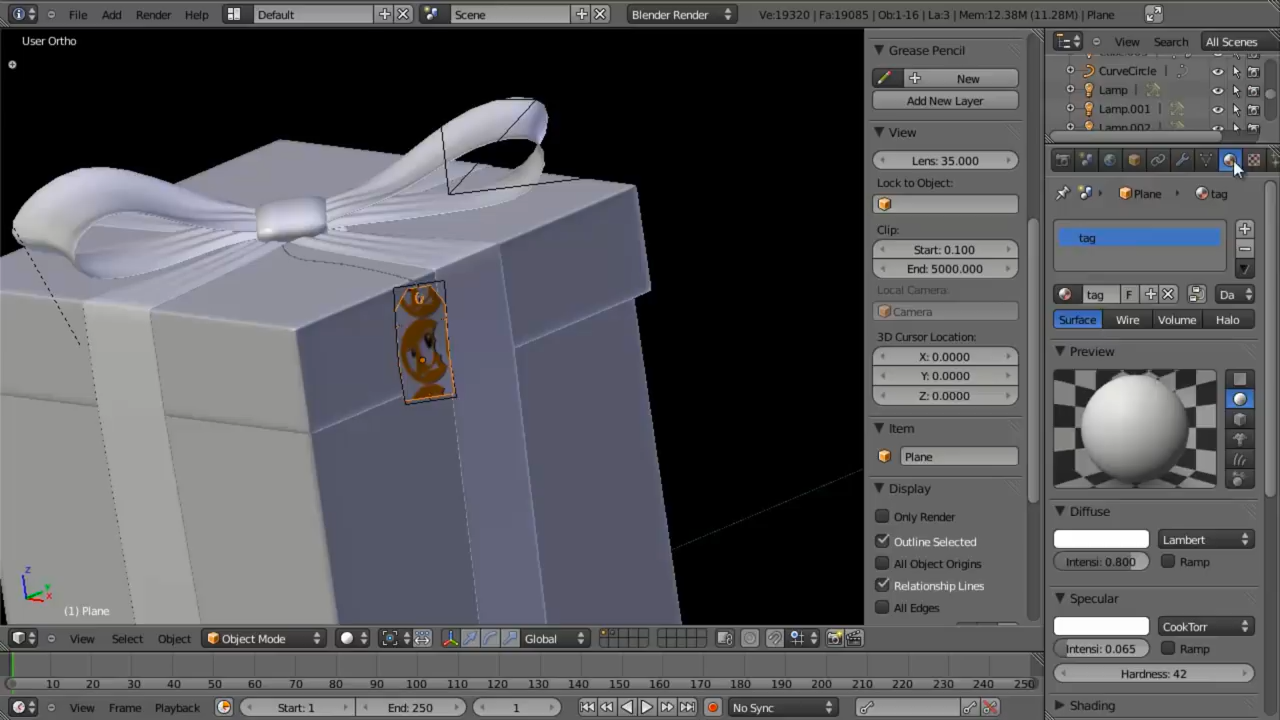 File Add Render Help Default Scene Blender Render Ve:19320 | Fa:19085 | Ob:1-16 | La:3 | Mem:12.38M (11.28M) | Plane
User Ortho
(1) Plane
z
y
x
Grease Pencil
New
Add New Layer
View
Lens: 35.000
Lock to Object:
Clip:
Start: 0.100
End: 5000.000
Local Camera:
Camera
3D Cursor Location:
X: 0.0000
Y: 0.0000
Z: 0.0000
Item
Plane
Display
Only Render
Outline Selected
All Object Origins
Relationship Lines
All Edges
View Search All Scenes
CurveCircle
Lamp
Lamp.001
Lamp.002
Plane tag
tag
tag F Da
Surface Wire Volume Halo
Preview
Diffuse
Lambert
Intensi: 0.800 Ramp
Specular
CookTorr
Intensi: 0.065 Ramp
Hardness: 42
Shading
View Select Object Object Mode Global
10 20 30 40 50 60 70 80 90 100 110 120 130 140 150 160 170 180 190 200 210 220 230 240 250
View Frame Playback Start: 1 End: 250 1 No Sync